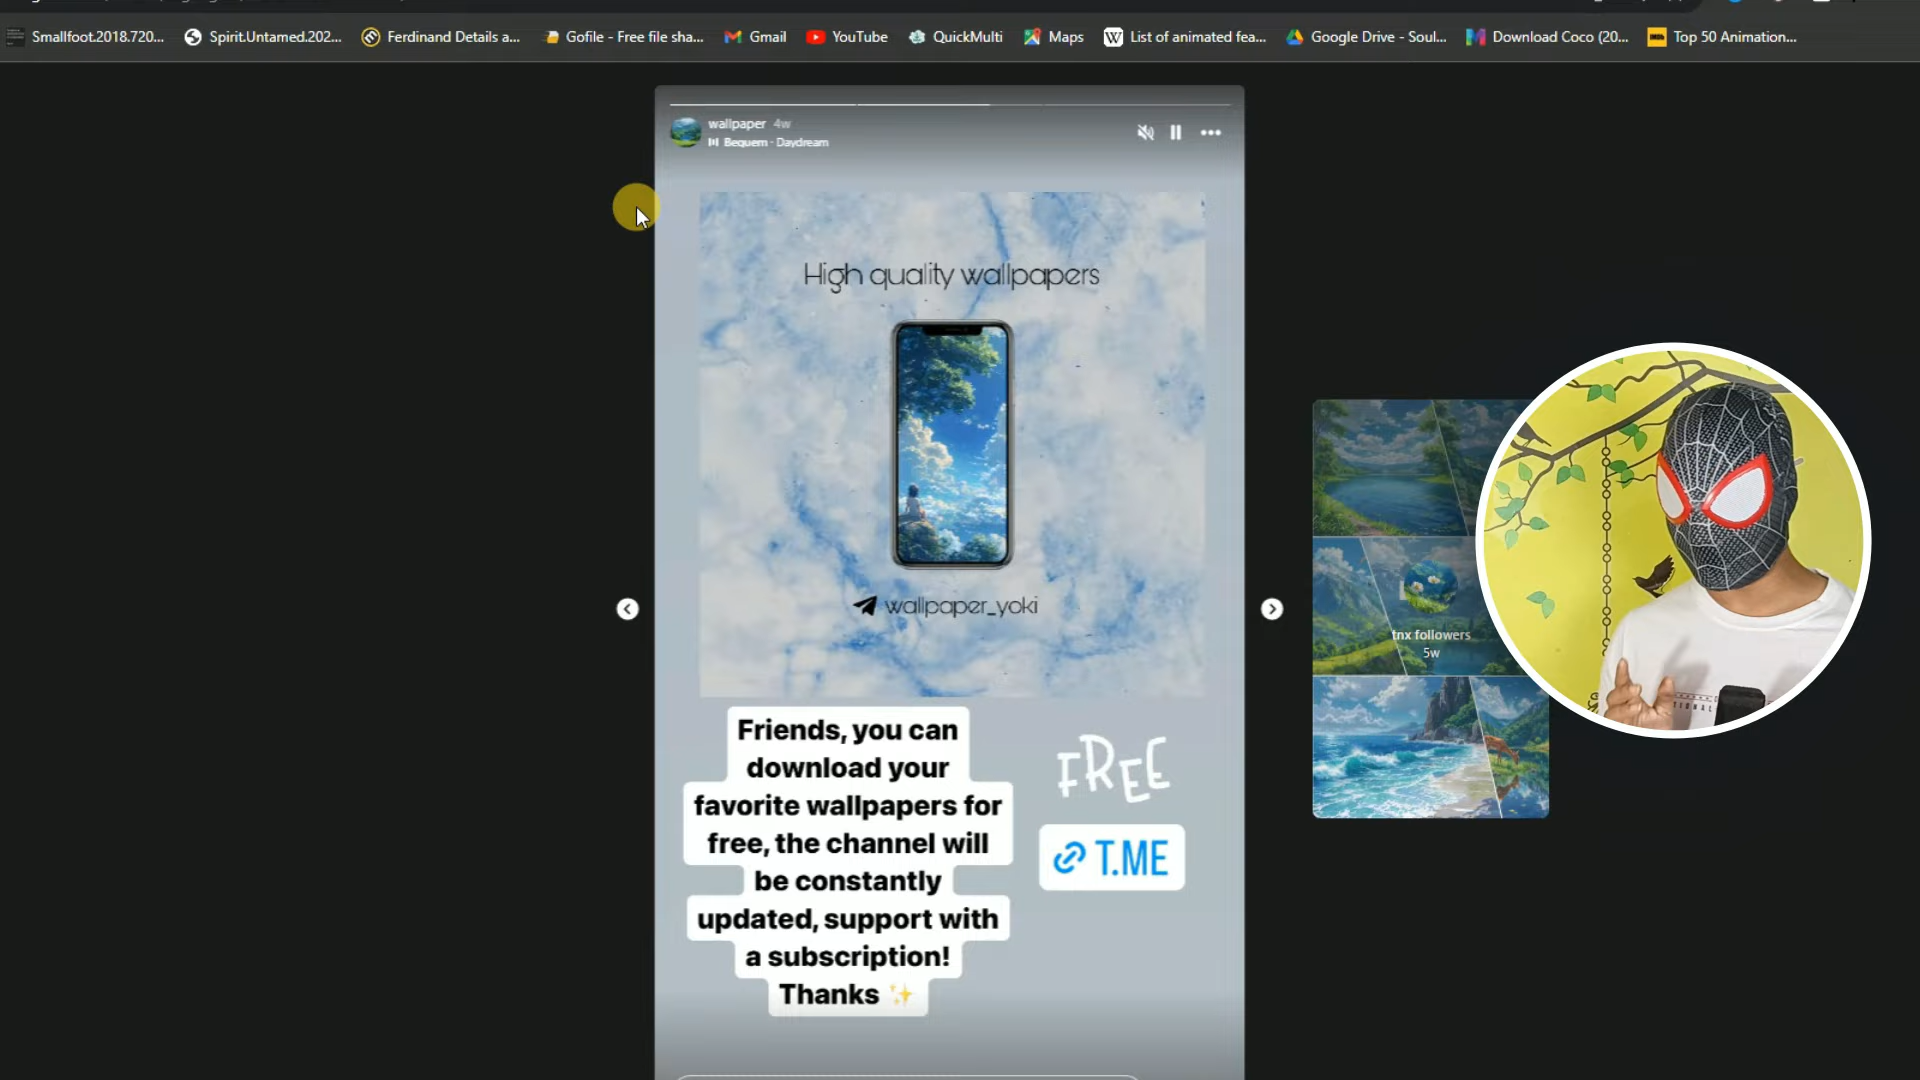 Smallfoot.2018.720...
Spirit.Untamed.202...
Ferdinand Details a...
Gofile - Free file sha...
Gmail
YouTube
QuickMulti
Maps
W List of animated fea...
Google Drive - Soul...
Download Coco (20...
Top 50 Animation...
wallpaper 4w
Bequem · Daydream
High quality wallpapers
wallpaper_yoki
Friends, you can
download your
favorite wallpapers for
free, the channel will
be constantly
updated, support with
a subscription!
Thanks ✨
FREE
T.ME
tnx followers
5w